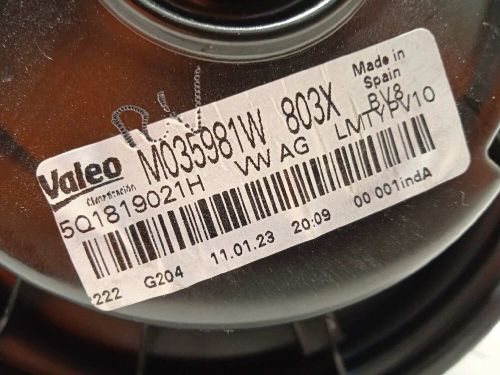 Valeo
Climatización
M035981W 803X
Made in
Spain
BV8
5Q1819021H VW AG LMTYPV10
222 G204 11.01.23 20:09 00 001indA